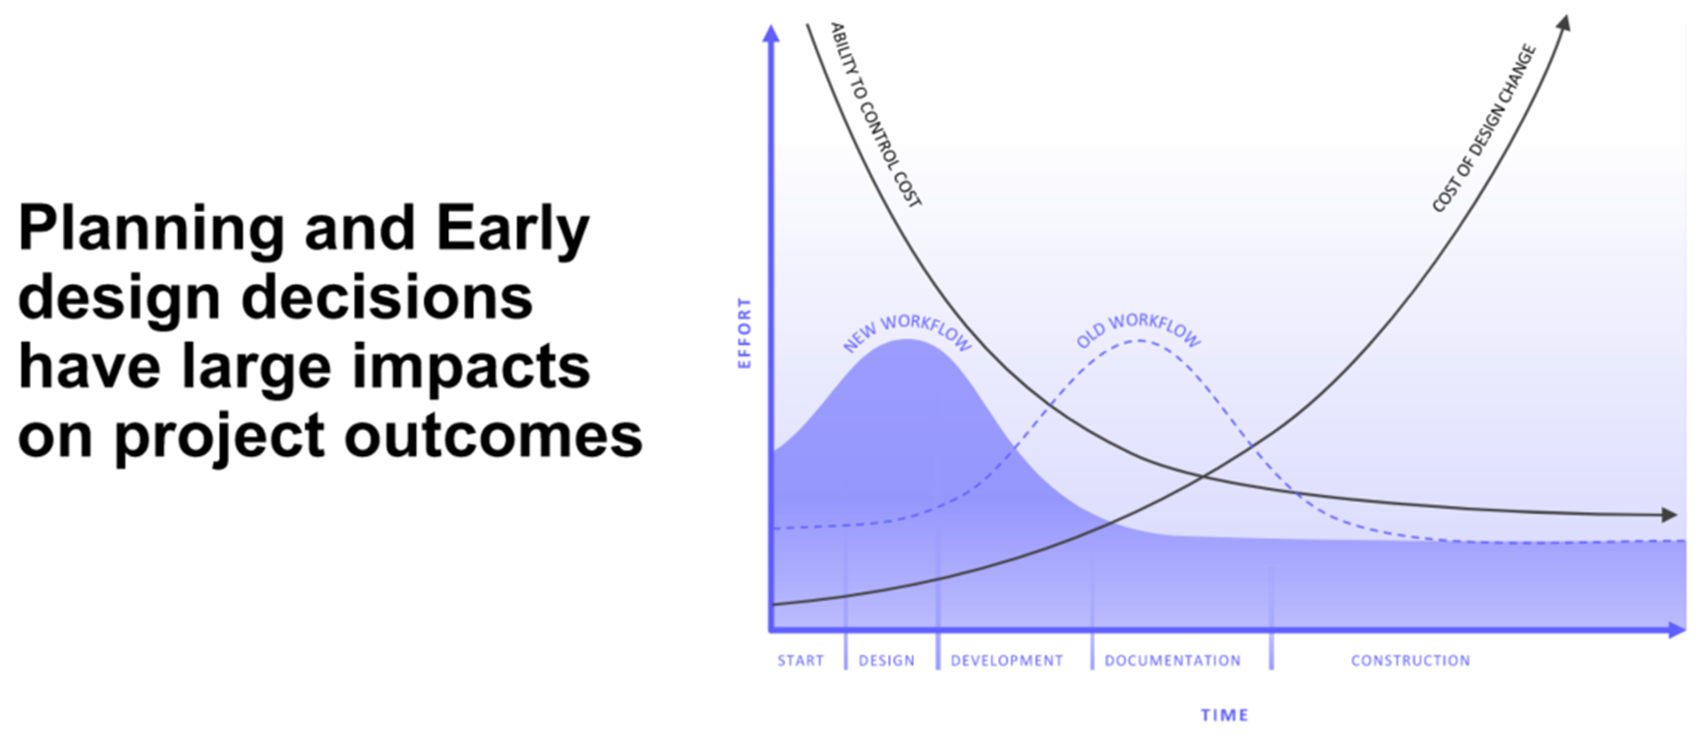 Planning and Early
design decisions
have large impacts
on project outcomes
ABILITY TO CONTROL COST
COST OF DESIGN CHANGE
NEW WORKFLOW
OLD WORKFLOW
EFFORT
START
DESIGN
DEVELOPMENT
DOCUMENTATION
CONSTRUCTION
TIME